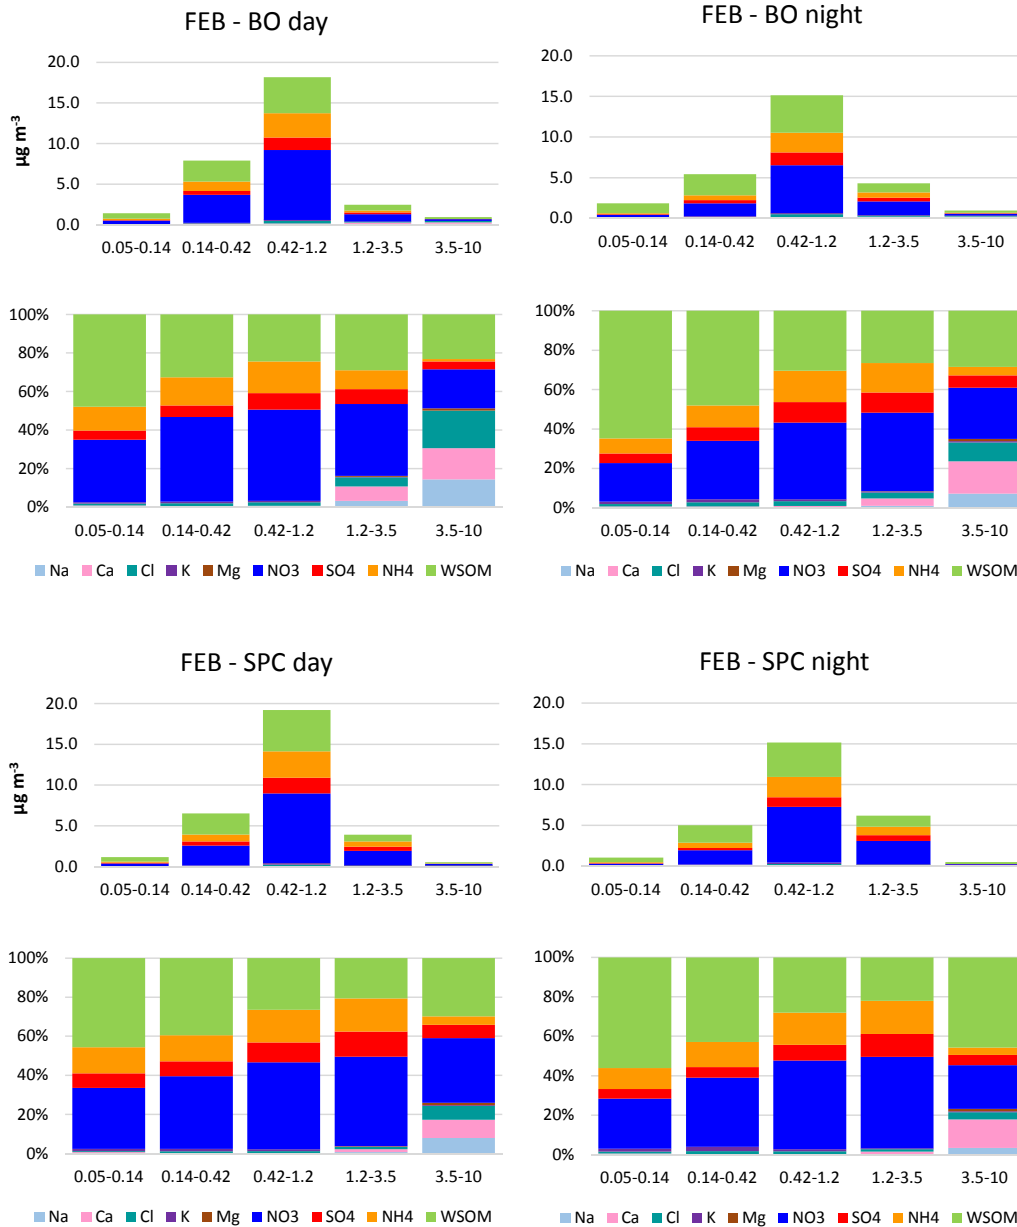 FEB - BO day
20.0
15.0
10.0
5.0
0.0
µg m-3
0.05-0.14 0.14-0.42 0.42-1.2 1.2-3.5 3.5-10
100%
80%
60%
40%
20%
0%
0.05-0.14 0.14-0.42 0.42-1.2 1.2-3.5 3.5-10
Na Ca Cl K Mg NO3 SO4 NH4 WSOM
FEB - BO night
20.0
15.0
10.0
5.0
0.0
0.05-0.14 0.14-0.42 0.42-1.2 1.2-3.5 3.5-10
100%
80%
60%
40%
20%
0%
0.05-0.14 0.14-0.42 0.42-1.2 1.2-3.5 3.5-10
Na Ca Cl K Mg NO3 SO4 NH4 WSOM
FEB - SPC day
20.0
15.0
10.0
5.0
0.0
µg m-3
0.05-0.14 0.14-0.42 0.42-1.2 1.2-3.5 3.5-10
100%
80%
60%
40%
20%
0%
0.05-0.14 0.14-0.42 0.42-1.2 1.2-3.5 3.5-10
Na Ca Cl K Mg NO3 SO4 NH4 WSOM
FEB - SPC night
20.0
15.0
10.0
5.0
0.0
0.05-0.14 0.14-0.42 0.42-1.2 1.2-3.5 3.5-10
100%
80%
60%
40%
20%
0%
0.05-0.14 0.14-0.42 0.42-1.2 1.2-3.5 3.5-10
Na Ca Cl K Mg NO3 SO4 NH4 WSOM